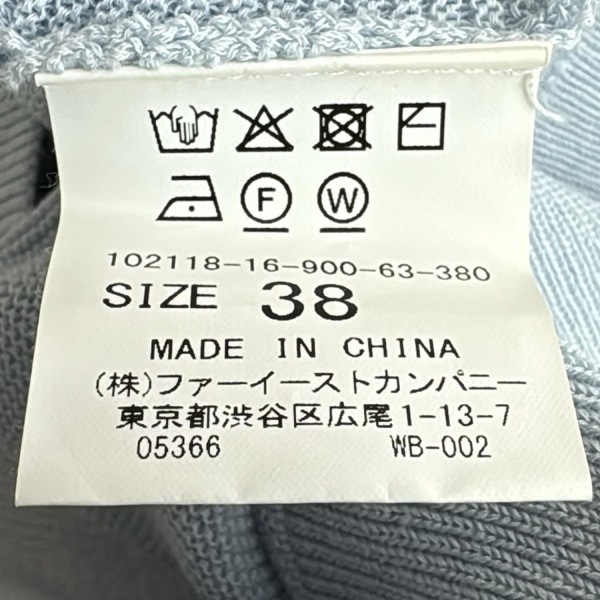 F W
102118-16-900-63-380
SIZE 38
MADE IN CHINA
(株)ファーイーストカンパニー
東京都渋谷区広尾1-13-7
05366 WB-002